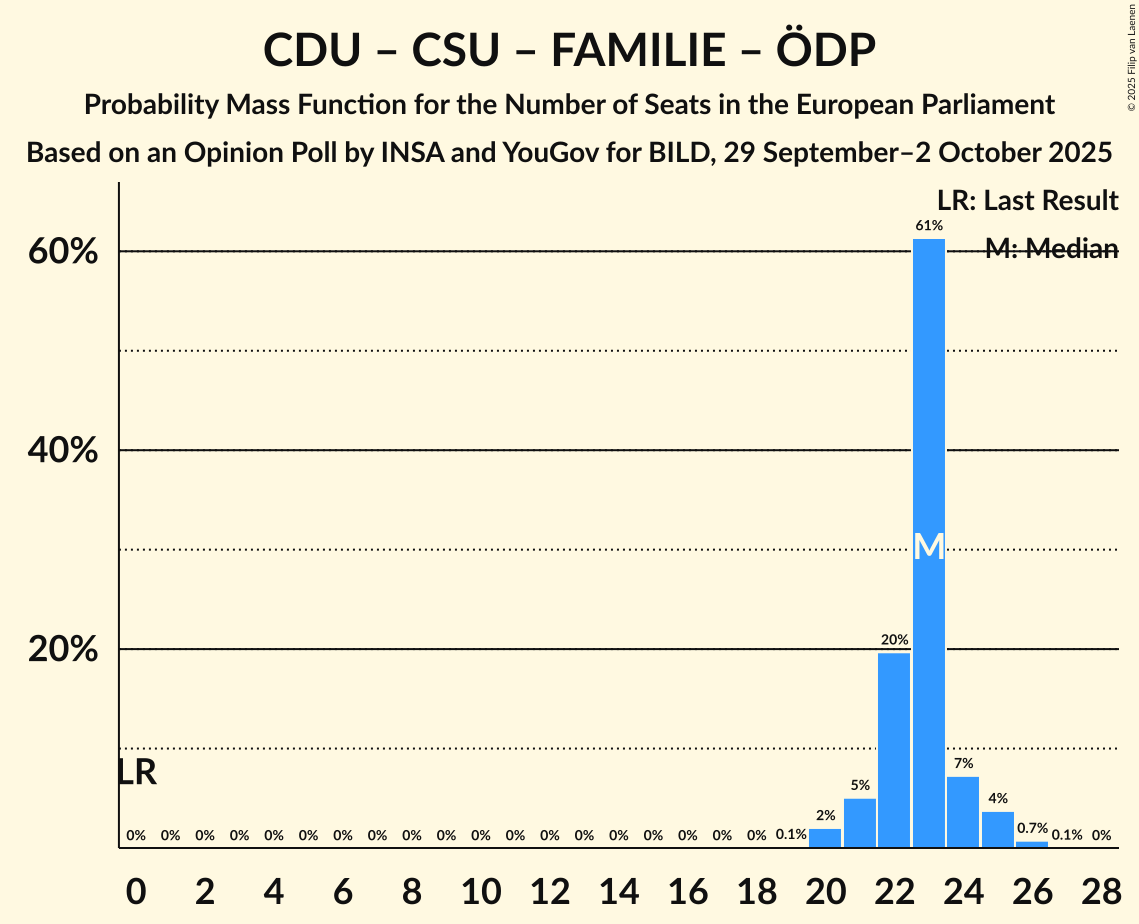 CDU – CSU – FAMILIE – ÖDP
Probability Mass Function for the Number of Seats in the European Parliament
Based on an Opinion Poll by INSA and YouGov for BILD, 29 September–2 October 2025
© 2025 Filip van Laenen
LR: Last Result
M: Median
60%
40%
20%
61%
M
20%
LR
7%
5%
4%
2%
0.7%
0% 0% 0% 0% 0% 0% 0% 0% 0% 0% 0% 0% 0% 0% 0% 0% 0% 0% 0% 0.1% 0.1% 0%
0 2 4 6 8 10 12 14 16 18 20 22 24 26 28